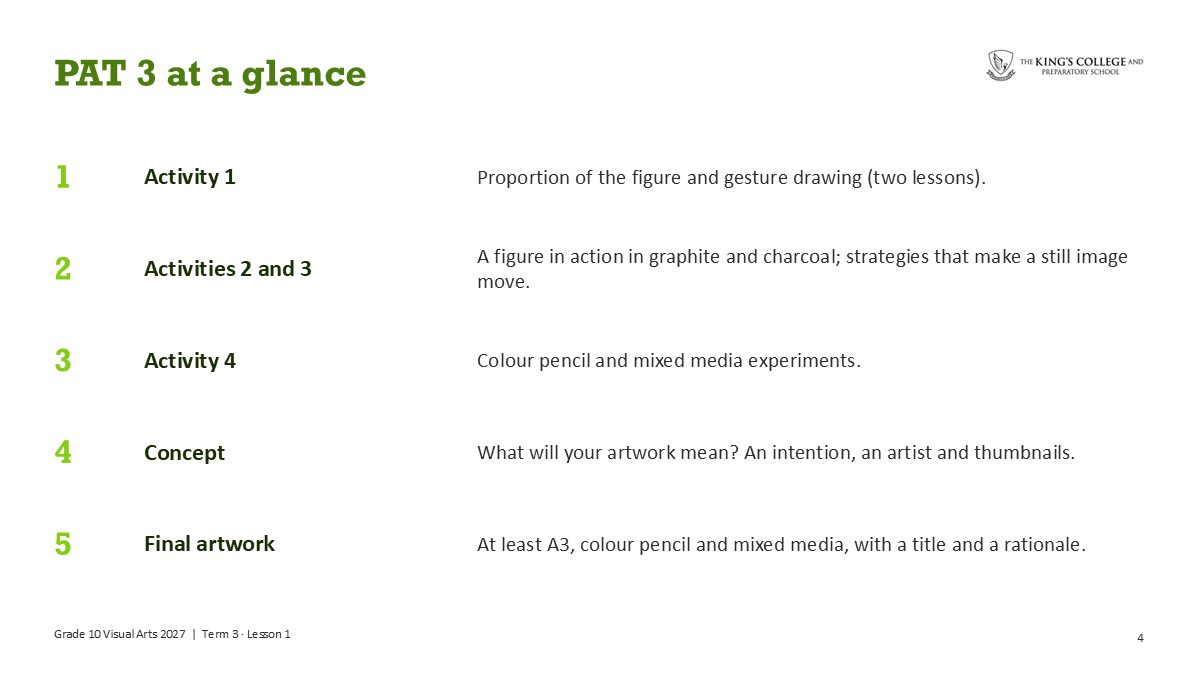 PAT 3 at a glance
THE KING'S COLLEGE AND
PREPARATORY SCHOOL
1 Activity 1 Proportion of the figure and gesture drawing (two lessons).
2 Activities 2 and 3 A figure in action in graphite and charcoal; strategies that make a still image
move.
3 Activity 4 Colour pencil and mixed media experiments.
4 Concept What will your artwork mean? An intention, an artist and thumbnails.
5 Final artwork At least A3, colour pencil and mixed media, with a title and a rationale.
Grade 10 Visual Arts 2027 | Term 3 · Lesson 1
4